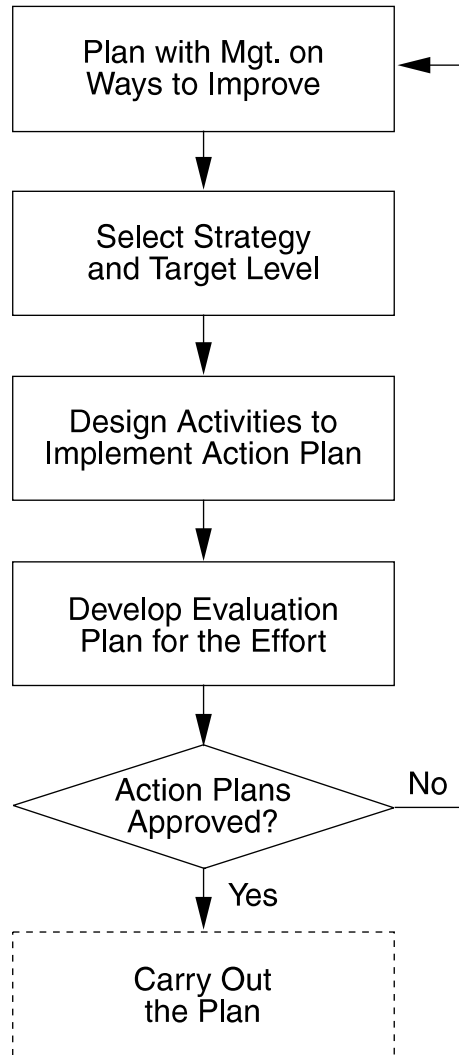 Plan with Mgt. on
Ways to Improve
Select Strategy
and Target Level
Design Activities to
Implement Action Plan
Develop Evaluation
Plan for the Effort
Action Plans
Approved?
No
Yes
Carry Out
the Plan